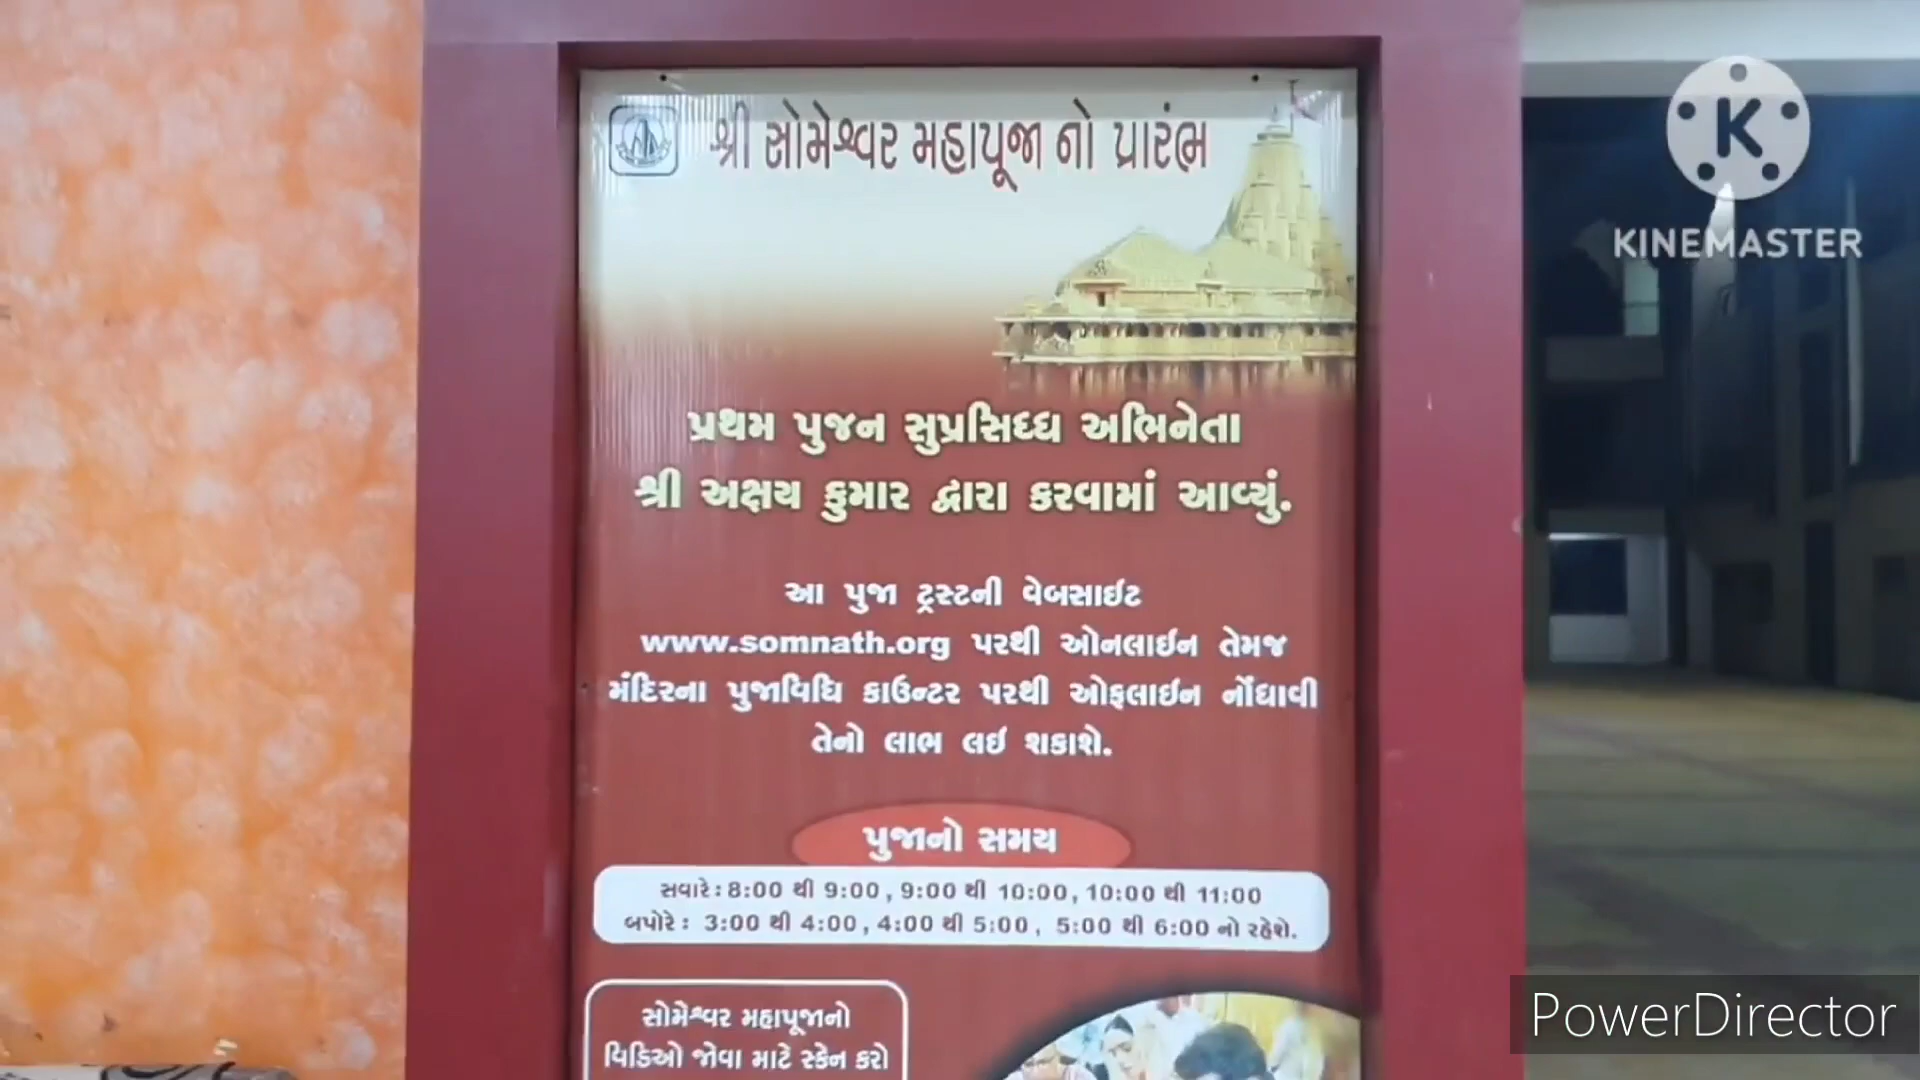 શ્રી સોમેશ્વર મહાપૂજા નો પ્રારંભ
K
KINEMASTER
પ્રથમ પુજન સુપ્રસિધ્ધ અભિનેતા
શ્રી અક્ષય કુમાર દ્વારા કરવામાં આવ્યું.
આ પુજા ટ્રસ્ટની વેબસાઈટ
www.somnath.org પરથી ઓનલાઈન તેમજ
મંદિરના પુજાવિધિ કાઉન્ટર પરથી ઓફલાઈન નોંધાવી
તેનો લાભ લઇ શકાશે.
પુજાનો સમય
સવારે : 8:00 થી 9:00 , 9:00 થી 10:00 , 10:00 થી 11:00
બપોરે : 3:00 થી 4:00 , 4:00 થી 5:00 , 5:00 થી 6:00 નો રહેશે.
સોમેશ્વર મહાપૂજાનો
વિડિઓ જોવા માટે સ્કેન કરો
PowerDirector